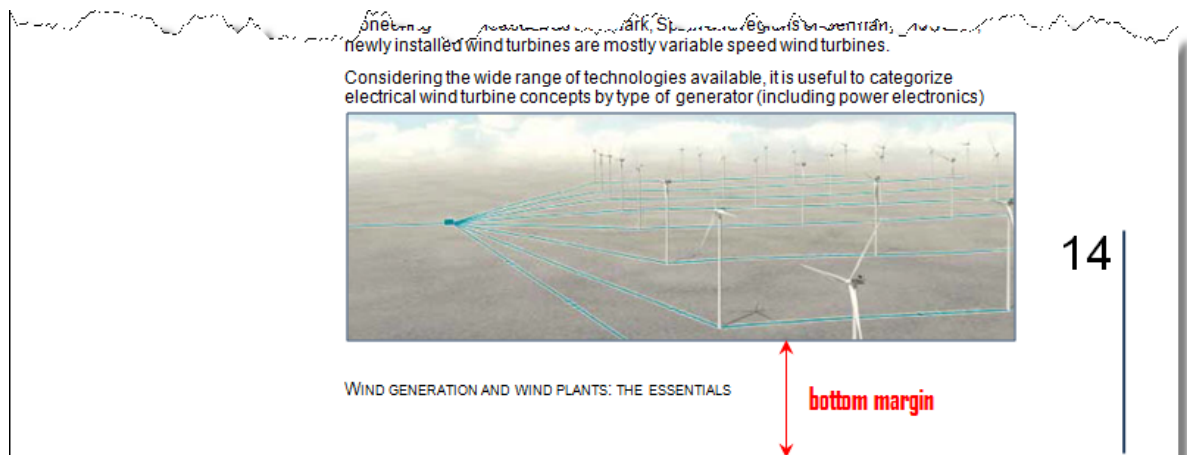 newly installed wind turbines are mostly variable speed wind turbines.
Considering the wide range of technologies available, it is useful to categorize
electrical wind turbine concepts by type of generator (including power electronics)
14
WIND GENERATION AND WIND PLANTS: THE ESSENTIALS
bottom margin